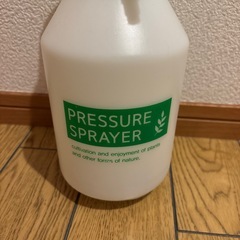 PRESSURE
SPRAYER
cultivation and enjoyment of plants
and other forms of nature.